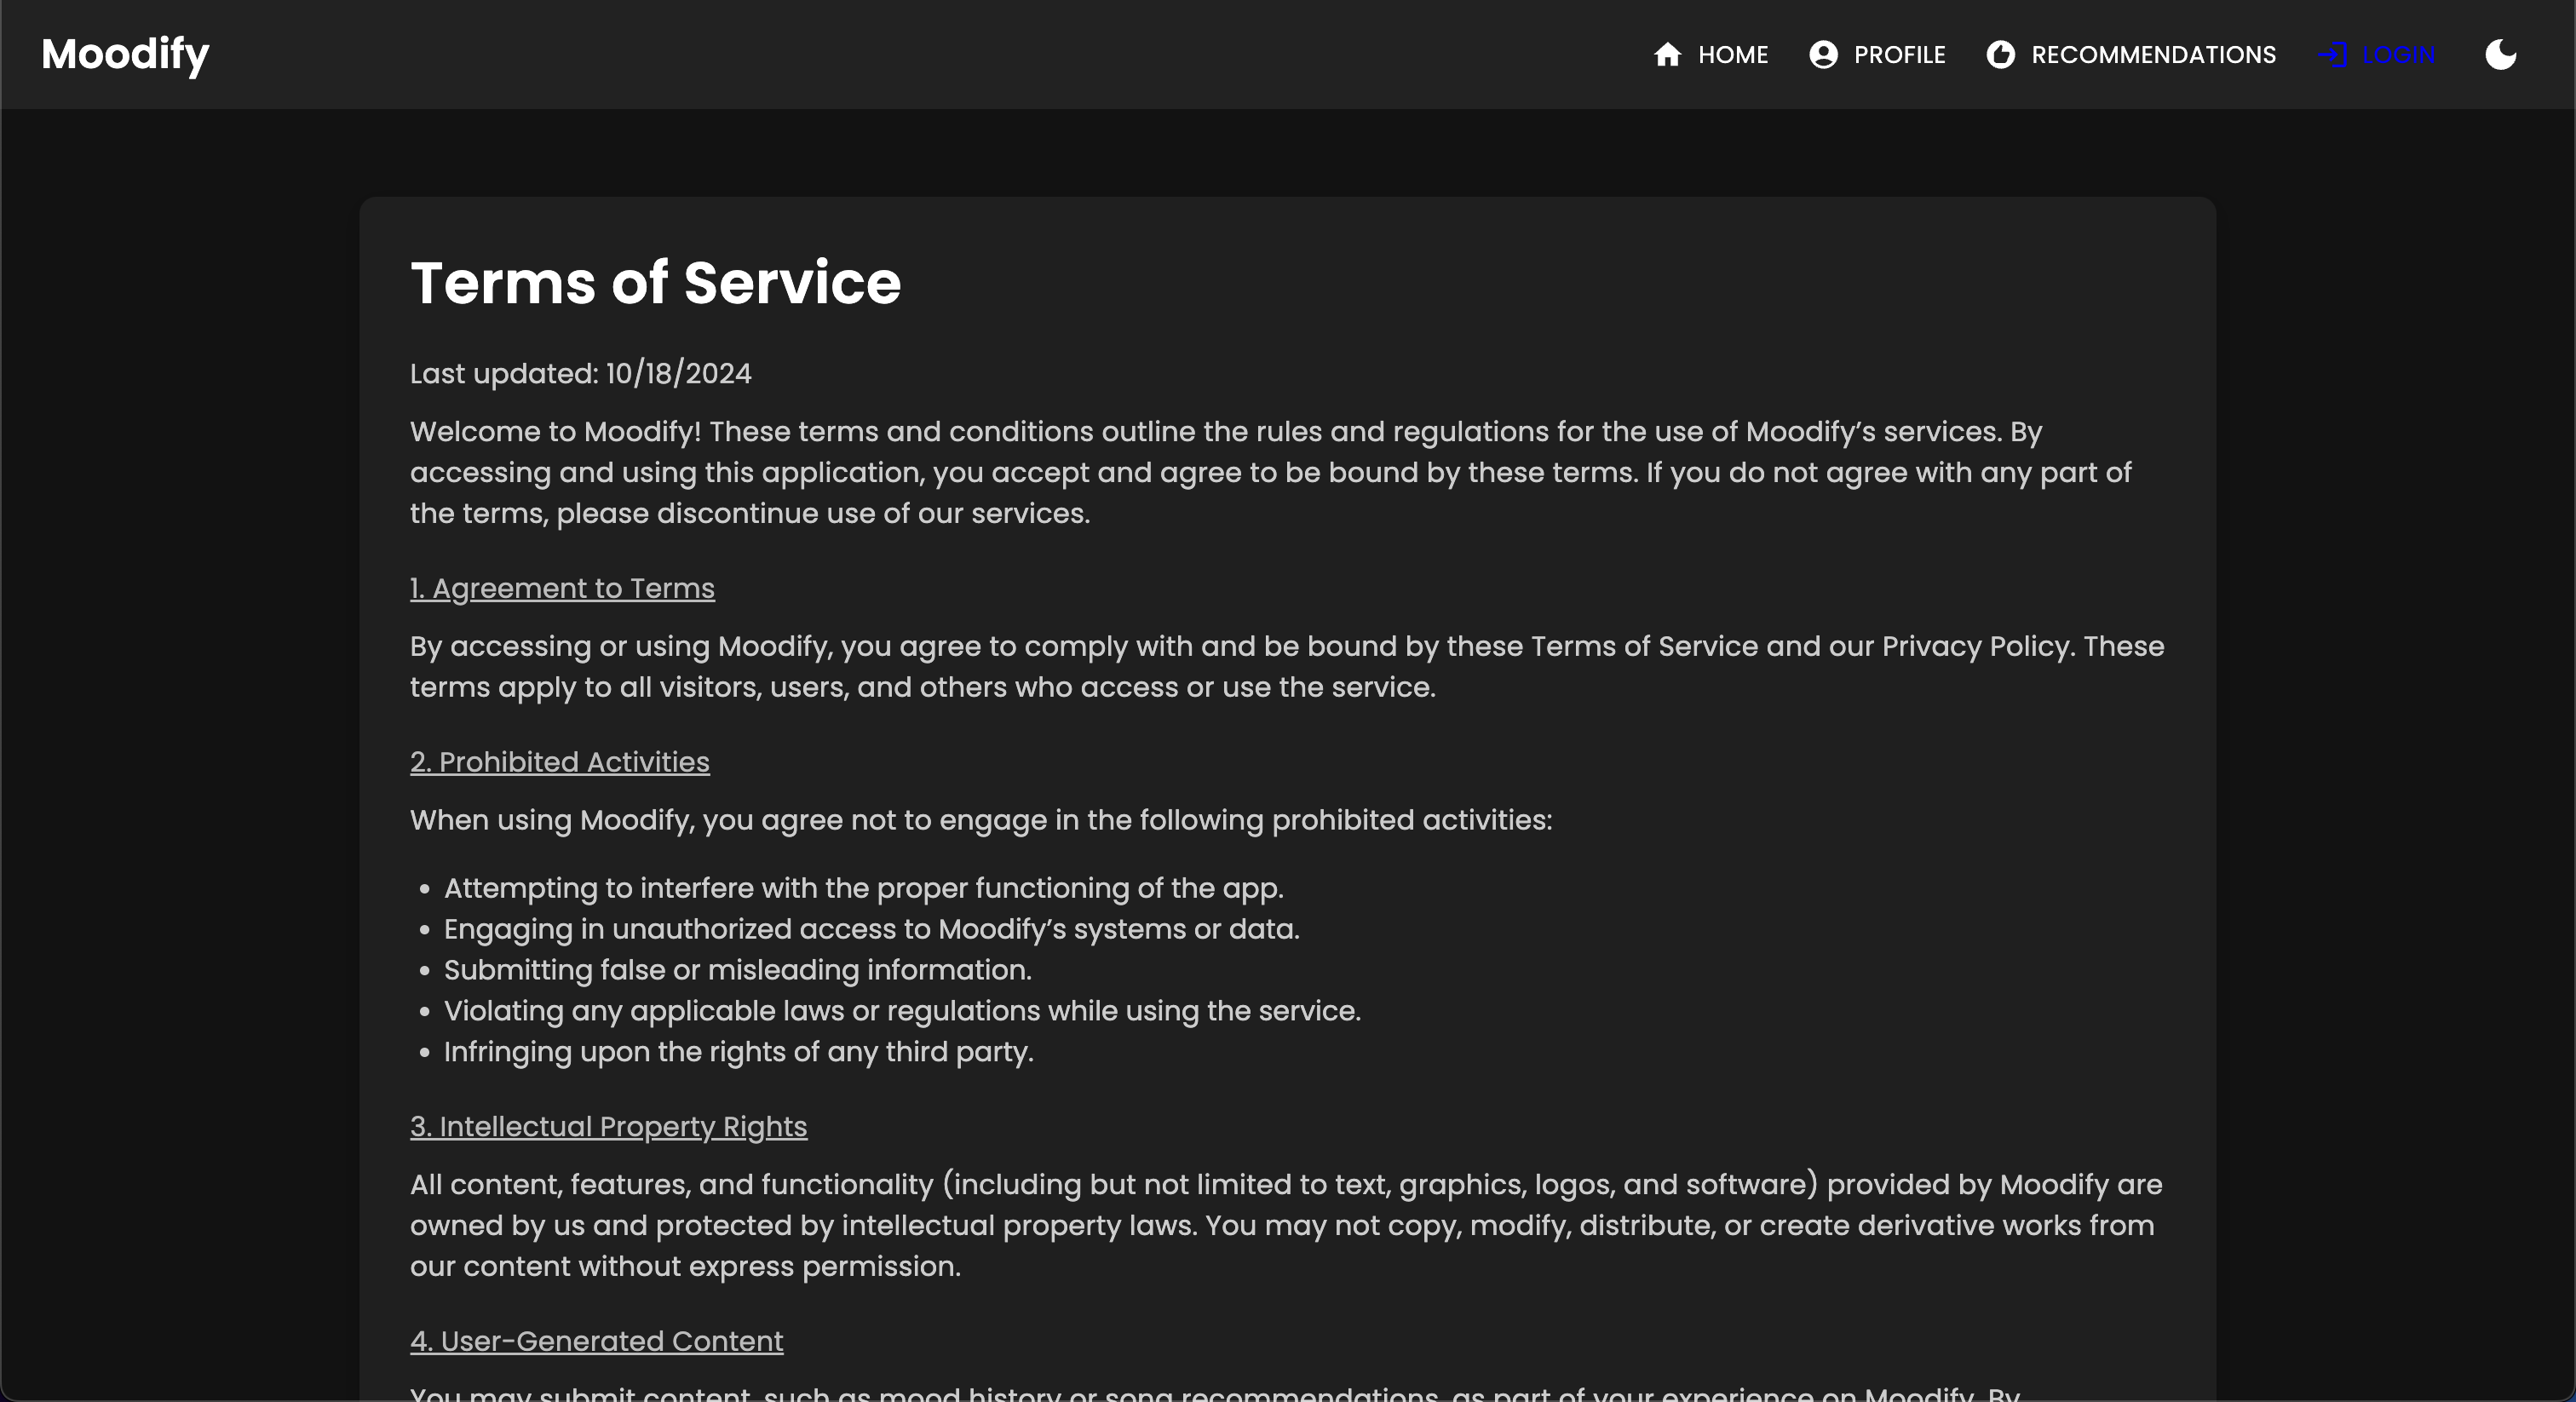 Moodify
HOME
PROFILE
RECOMMENDATIONS
LOGIN
Terms of Service
Last updated: 10/18/2024
Welcome to Moodify! These terms and conditions outline the rules and regulations for the use of Moodify’s services. By
accessing and using this application, you accept and agree to be bound by these terms. If you do not agree with any part of
the terms, please discontinue use of our services.
1. Agreement to Terms
By accessing or using Moodify, you agree to comply with and be bound by these Terms of Service and our Privacy Policy. These
terms apply to all visitors, users, and others who access or use the service.
2. Prohibited Activities
When using Moodify, you agree not to engage in the following prohibited activities:
• Attempting to interfere with the proper functioning of the app.
• Engaging in unauthorized access to Moodify’s systems or data.
• Submitting false or misleading information.
• Violating any applicable laws or regulations while using the service.
• Infringing upon the rights of any third party.
3. Intellectual Property Rights
All content, features, and functionality (including but not limited to text, graphics, logos, and software) provided by Moodify are
owned by us and protected by intellectual property laws. You may not copy, modify, distribute, or create derivative works from
our content without express permission.
4. User-Generated Content
You may submit content, such as mood history or song recommendations, as part of your experience on Moodify. By